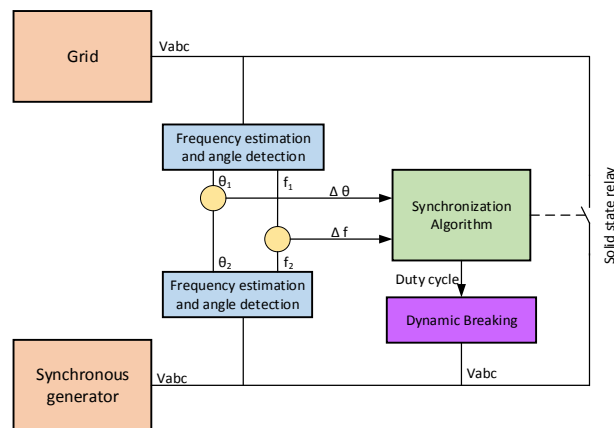 Grid
Vabc
Frequency estimation
and angle detection
θ1
f1
Δ θ
Δ f
θ2
f2
Frequency estimation
and angle detection
Synchronization
Algorithm
Solid state relay
Duty cycle
Dynamic Breaking
Synchronous
generator
Vabc
Vabc